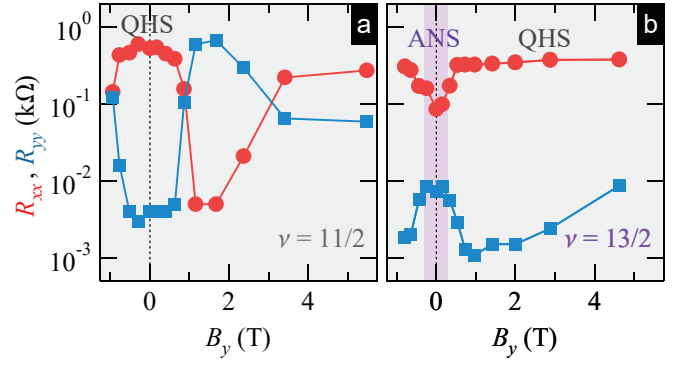 QHS
a
ANS
QHS
b
10^0
10^-1
10^-2
10^-3
R_xx, R_yy (kΩ)
ν = 11/2
ν = 13/2
0
2
4
0
2
4
B_y (T)
B_y (T)